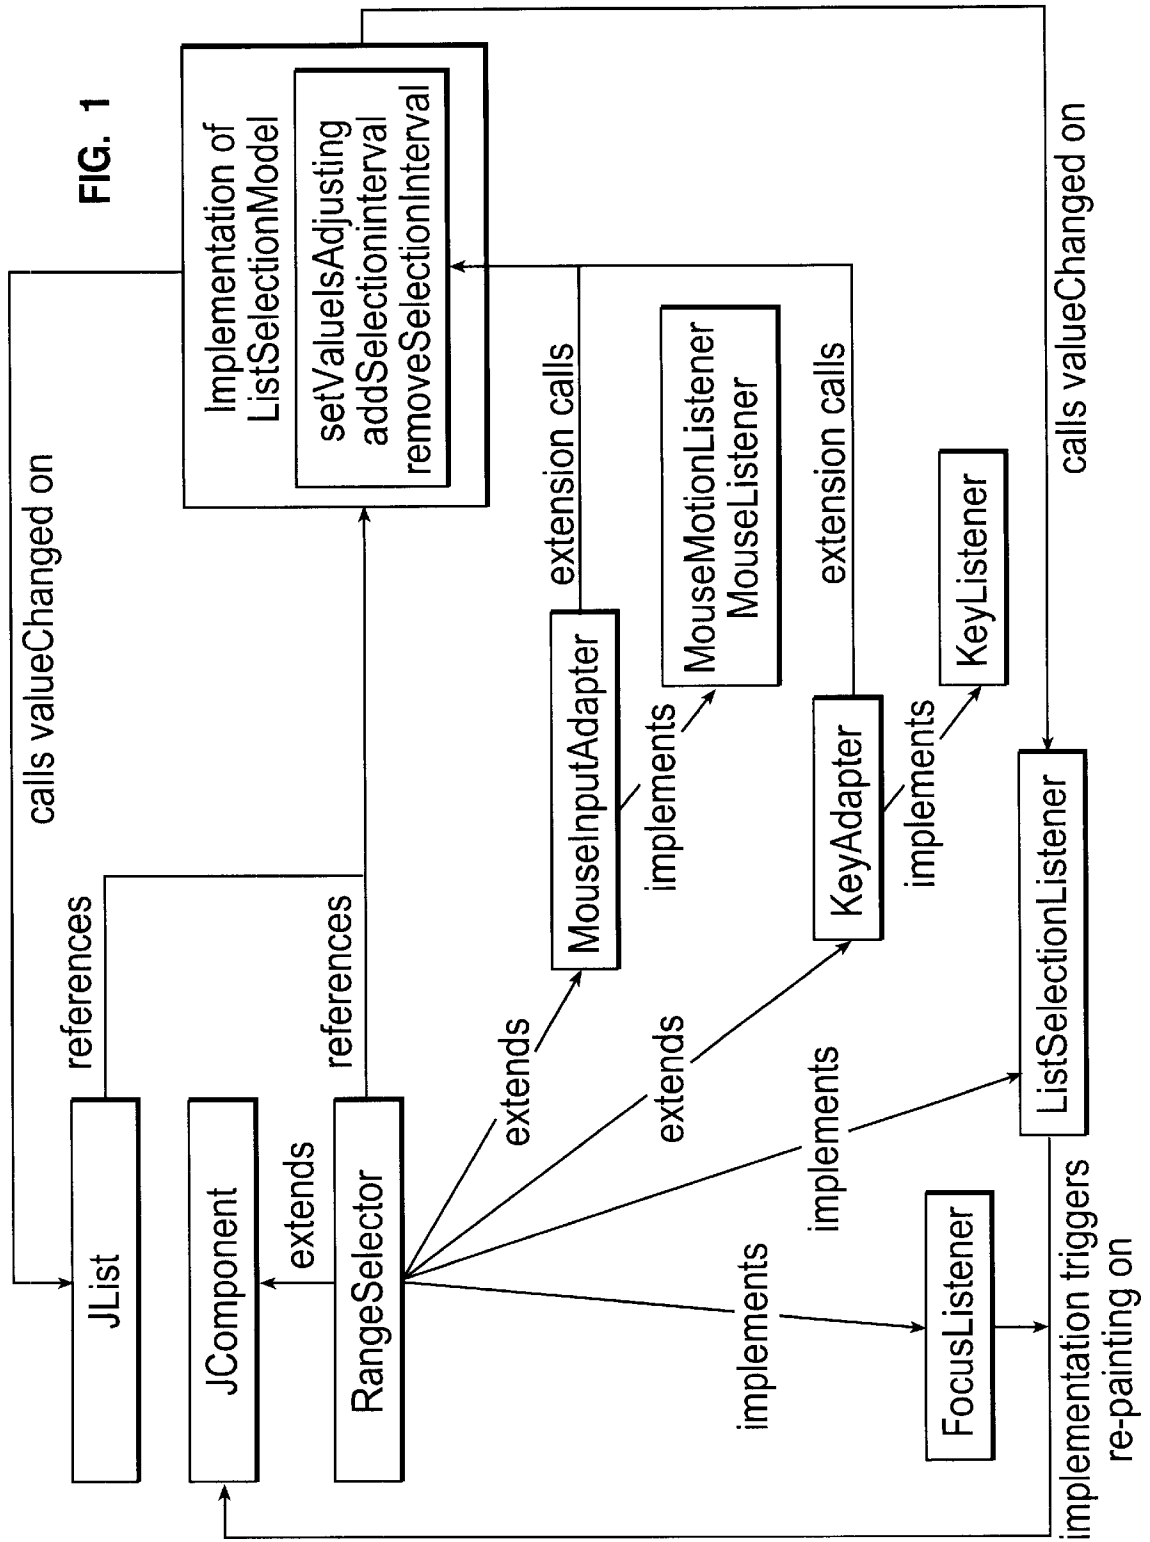 FIG. 1
JList
references
calls valueChanged on
Implementation of
ListSelectionModel
setValueIsAdjusting
addSelectioninterval
removeSelectionInterval
JComponent
extends
RangeSelector
references
extends
MouseInputAdapter
extension calls
implements
MouseMotionListener
MouseListener
extends
KeyAdapter
extension calls
implements
KeyListener
implements
ListSelectionListener
calls valueChanged on
implements
FocusListener
implementation triggers
re-painting on